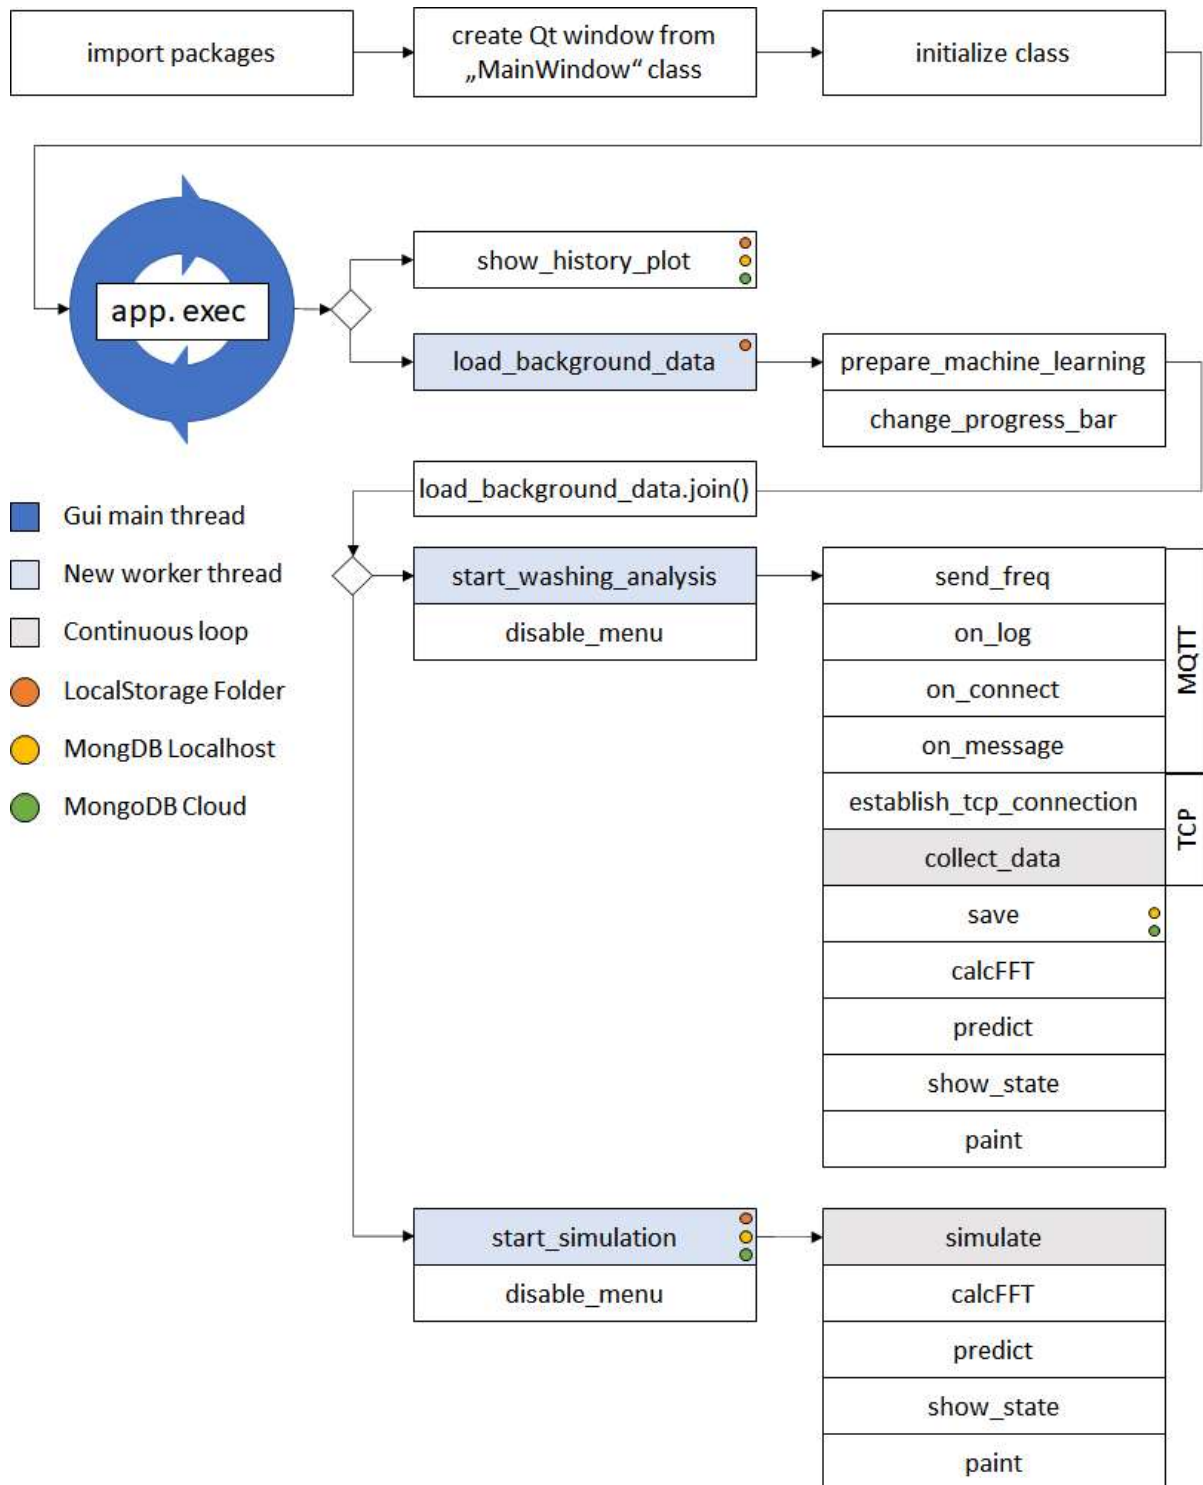 import packages
create Qt window from
„MainWindow“ class
initialize class
app.exec
show_history_plot
load_background_data
prepare_machine_learning
change_progress_bar
load_background_data.join()
Gui main thread
New worker thread
Continuous loop
LocalStorage Folder
MongDB Localhost
MongoDB Cloud
start_washing_analysis
disable_menu
send_freq
on_log
on_connect
on_message
MQTT
establish_tcp_connection
collect_data
TCP
save
calcFFT
predict
show_state
paint
start_simulation
disable_menu
simulate
calcFFT
predict
show_state
paint